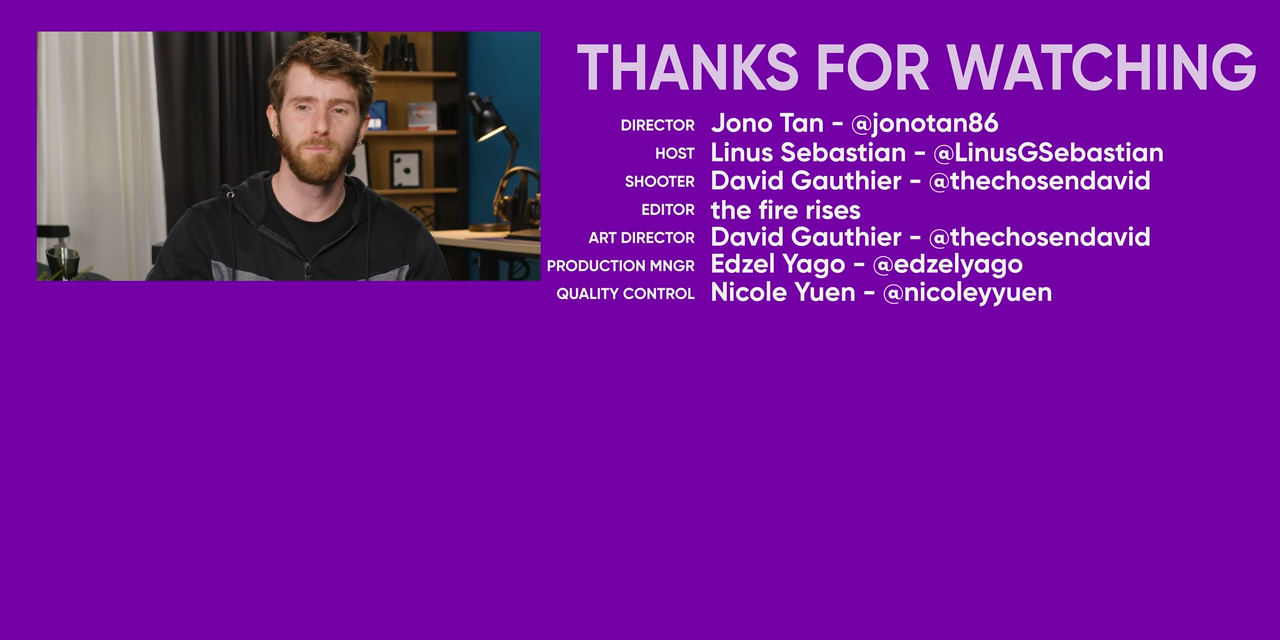 THANKS FOR WATCHING
DIRECTOR Jono Tan - @jonotan86
HOST Linus Sebastian - @LinusGSebastian
SHOOTER David Gauthier - @thechosendavid
EDITOR the fire rises
ART DIRECTOR David Gauthier - @thechosendavid
PRODUCTION MNGR Edzel Yago - @edzelyago
QUALITY CONTROL Nicole Yuen - @nicoleyyuen